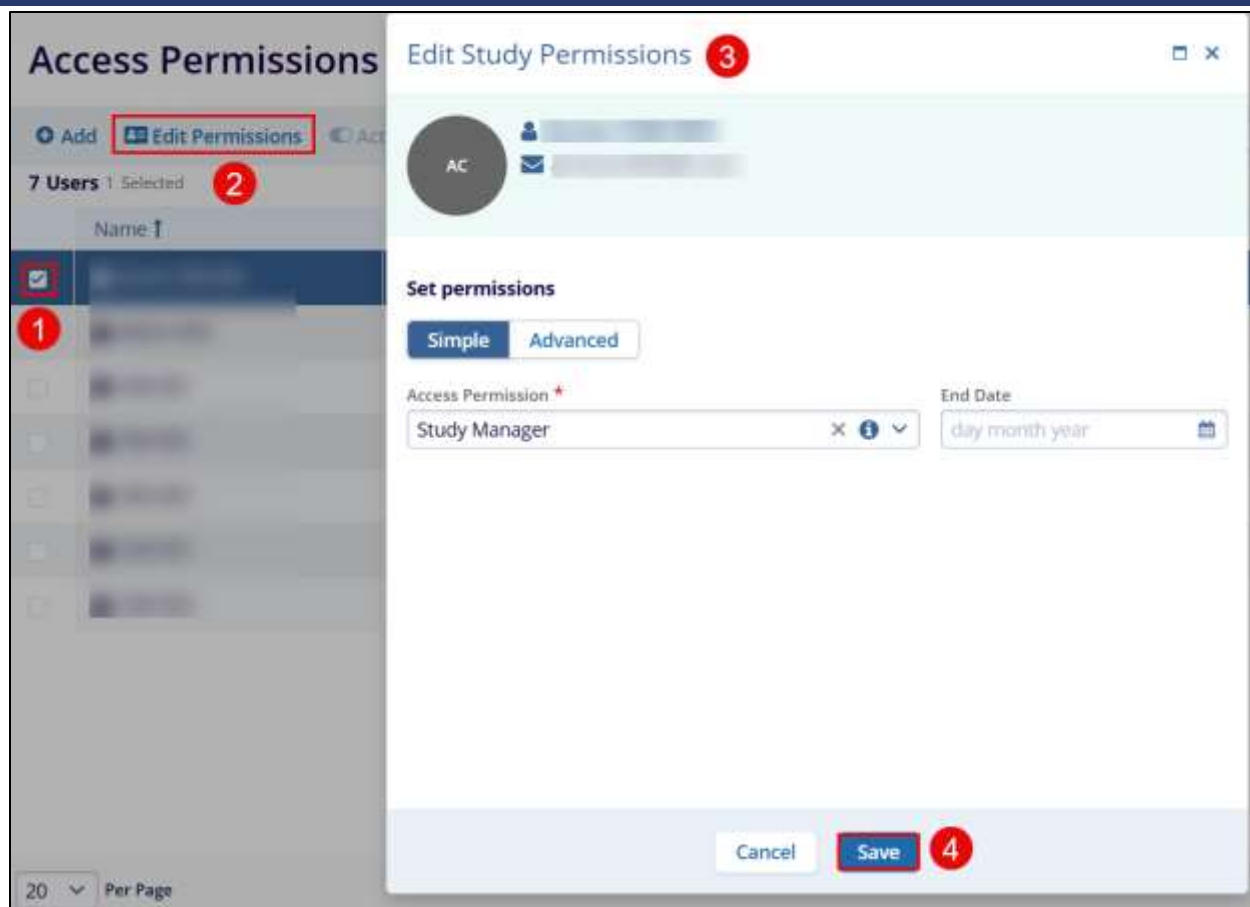 Access Permissions
Add Edit Permissions
2
7 Users 1 Selected
Name
1
20 Per Page
Edit Study Permissions 3
AC
Set permissions
Simple Advanced
Access Permission * End Date
Study Manager day month year
Cancel Save 4